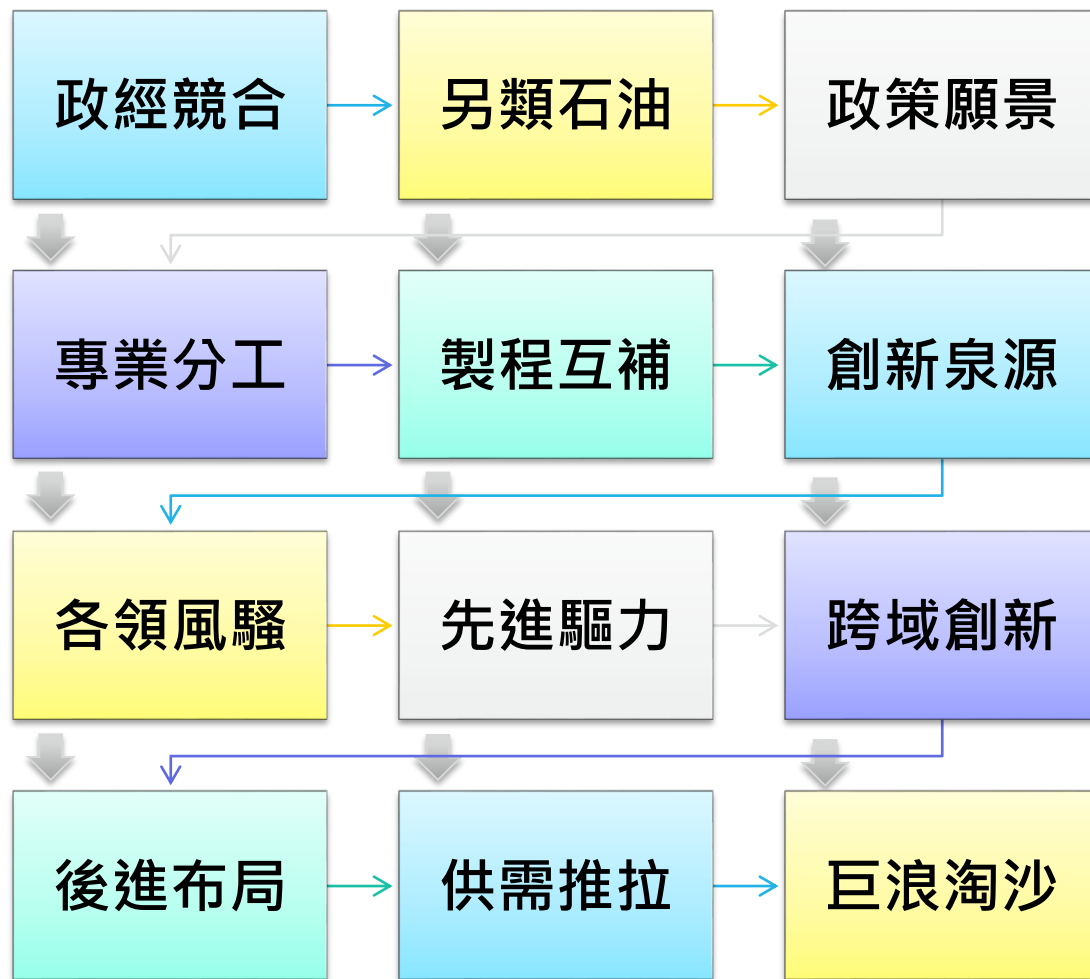 政經競合
另類石油
政策願景
專業分工
製程互補
創新泉源
各領風騷
先進驅力
跨域創新
後進布局
供需推拉
巨浪淘沙